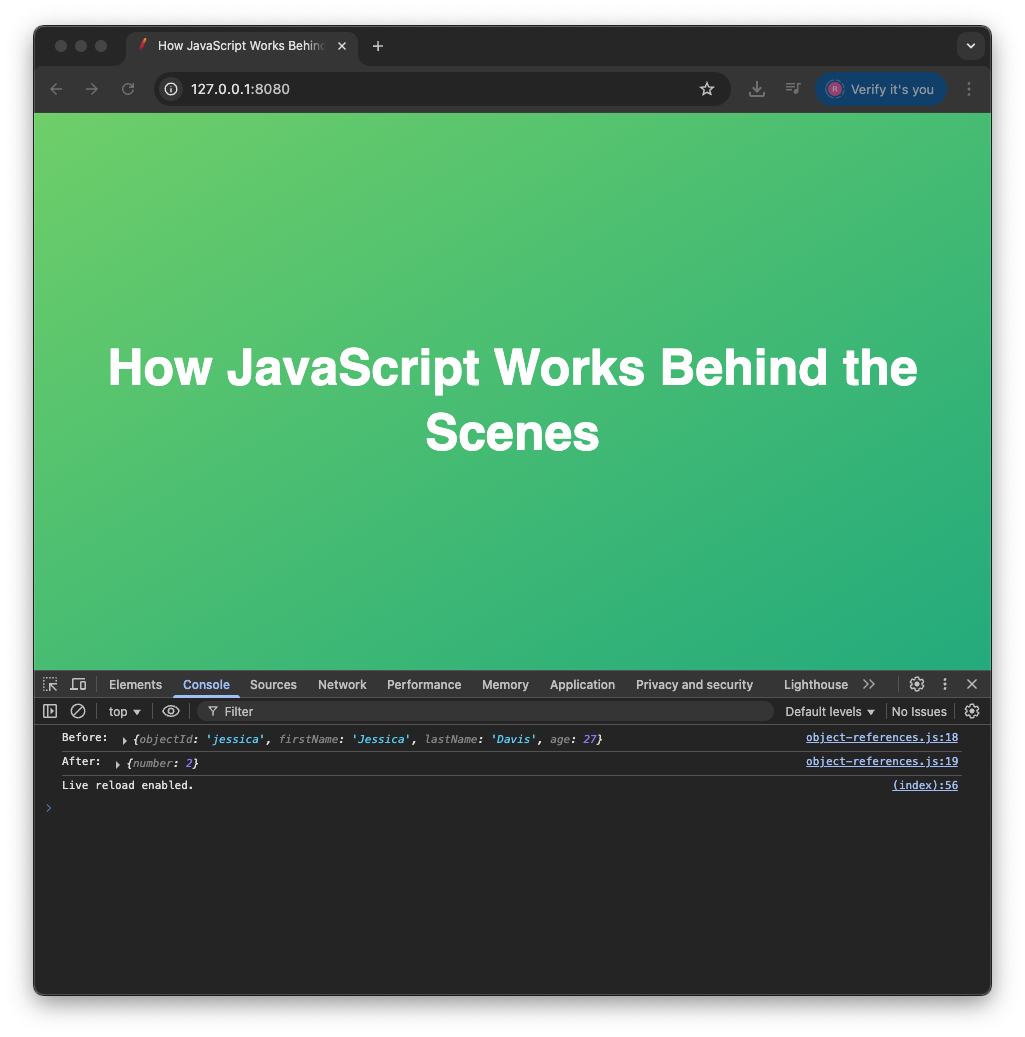 How JavaScript Works Behind
127.0.0.1:8080
R
Verify it's you
How JavaScript Works Behind the
Scenes
Elements Console Sources Network Performance Memory Application Privacy and security Lighthouse
top Filter Default levels No Issues
Before: {objectId: 'jessica', firstName: 'Jessica', lastName: 'Davis', age: 27} object-references.js:18
After: {number: 2} object-references.js:19
Live reload enabled. (index):56